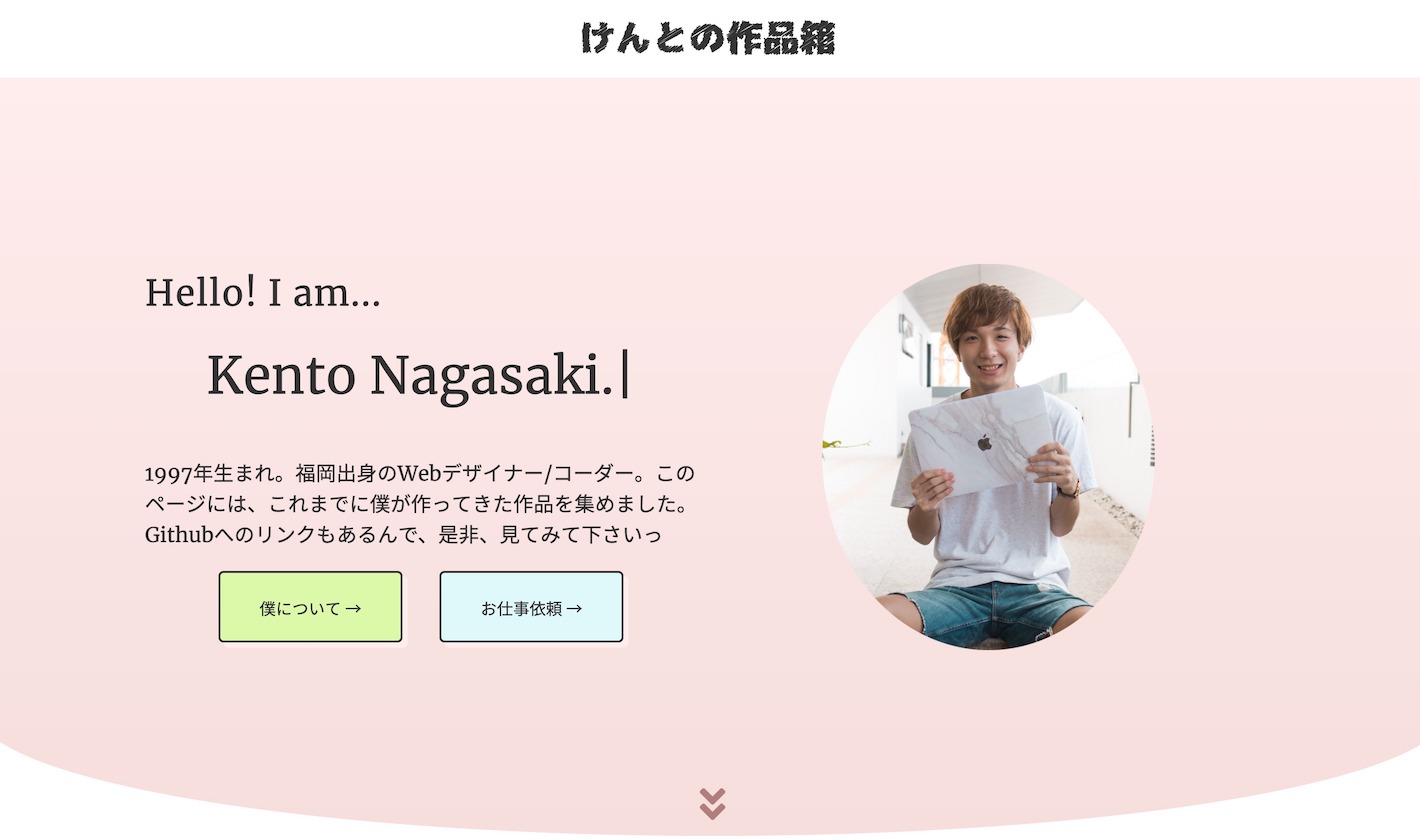 けんとの作品箱
Hello! I am...
Kento Nagasaki.|
1997年生まれ。福岡出身のWebデザイナー/コーダー。この
ページには、これまでに僕が作ってきた作品を集めました。
Githubへのリンクもあるんで、是非、見てみて下さいっ
僕について →
お仕事依頼 →